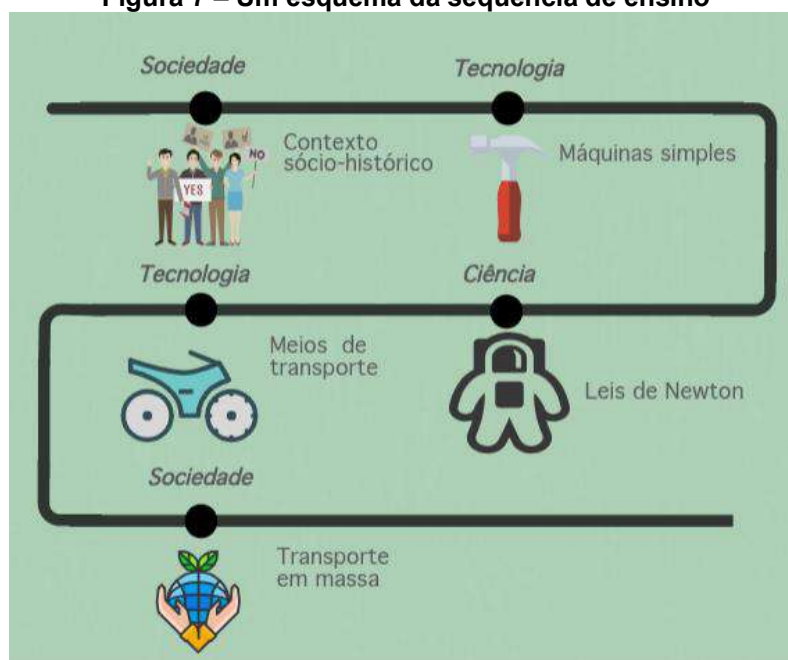 Figura 7 – Um esquema da sequência de ensino
Sociedade
Tecnologia
Contexto
sócio-histórico
Máquinas simples
NO
YES
Tecnologia
Ciência
Meios de
transporte
Leis de Newton
Sociedade
Transporte
em massa